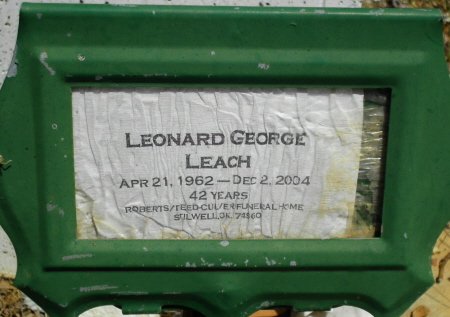 LEONARD GEORGE
LEACH
APR 21, 1962 — DEC 2, 2004
42 YEARS
ROBERTS/REED-CULVER FUNERAL HOME
STILWELL, OK. 74960